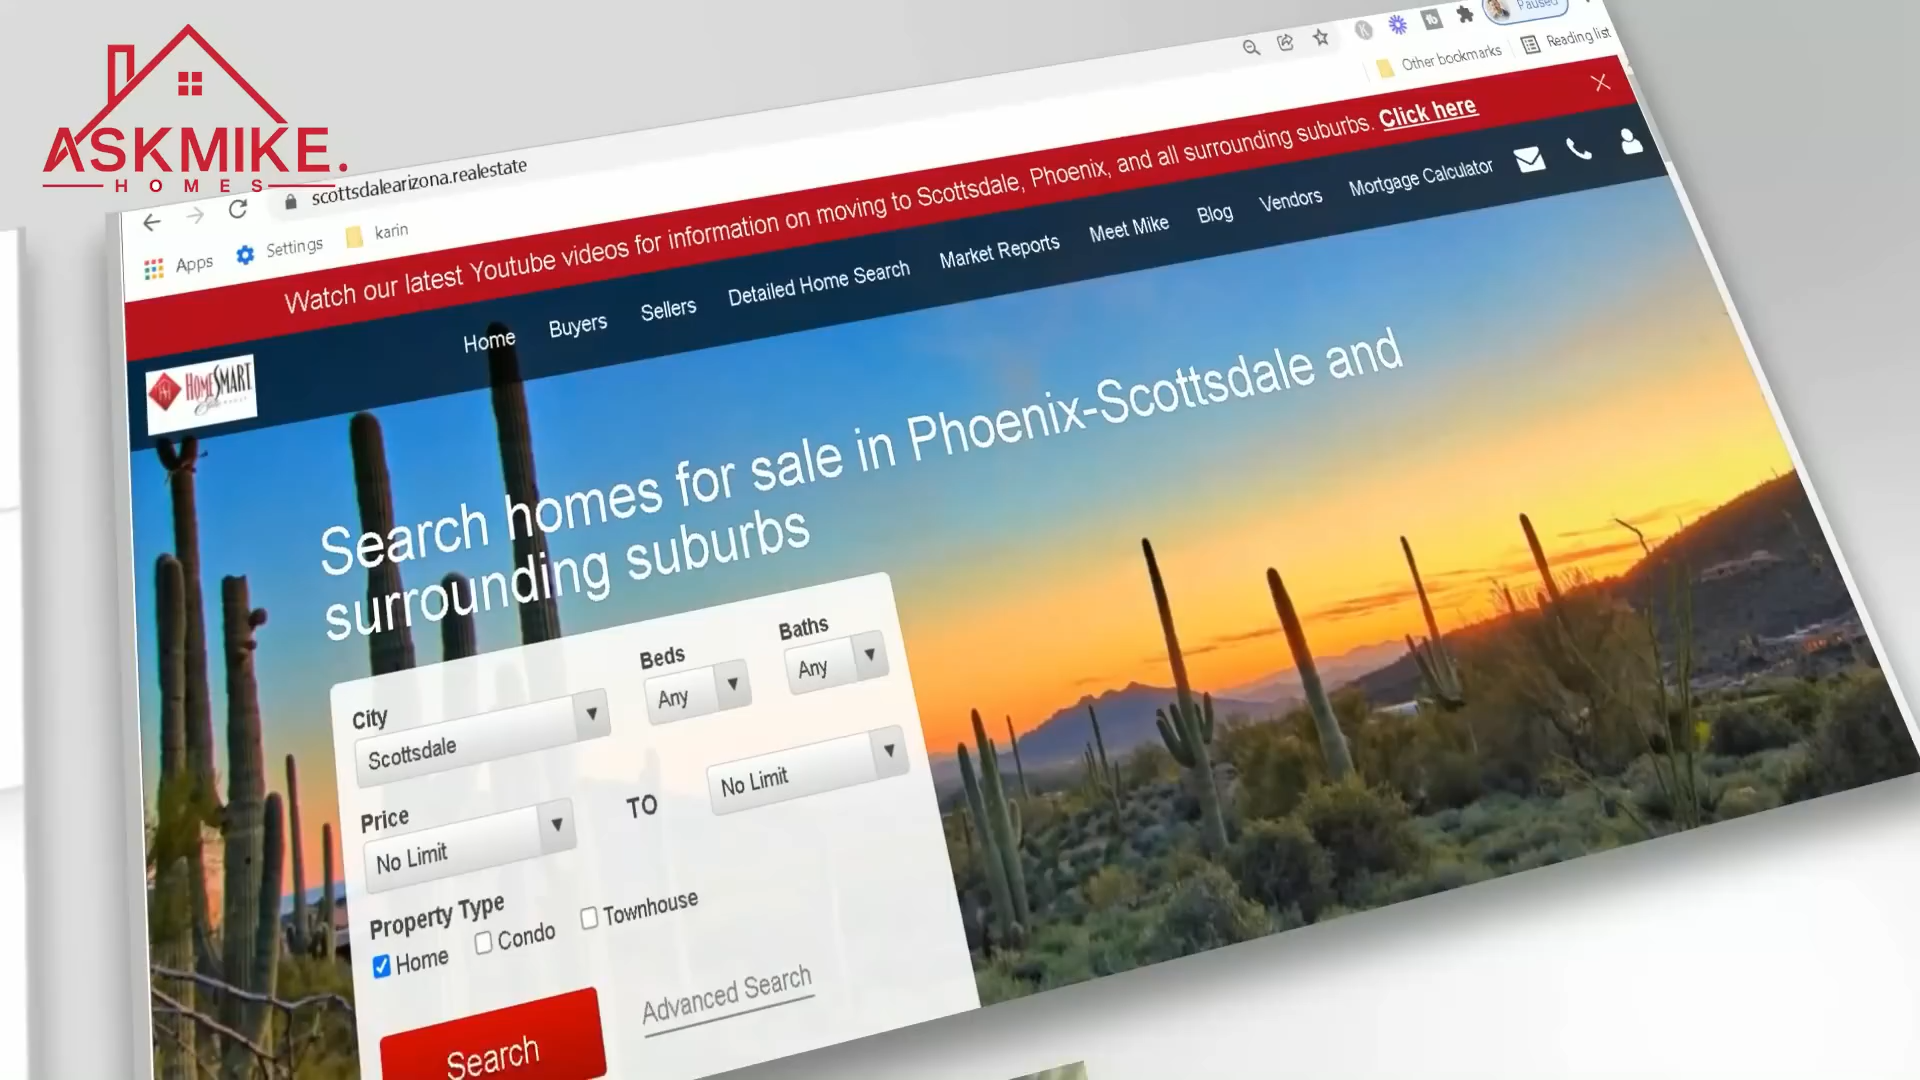 ASKMIKE.
HOMES
Paused
Other bookmarks
Reading list
scottsdalearizona.realestate
Apps
Settings
karin
Watch our latest Youtube videos for information on moving to Scottsdale, Phoenix, and all surrounding suburbs. Click here
Home Buyers Sellers Detailed Home Search Market Reports Meet Mike Blog Vendors Mortgage Calculator
HOMESMART
Search homes for sale in Phoenix-Scottsdale and
surrounding suburbs
City Beds Baths
Scottsdale Any Any
Price
No Limit TO No Limit
Property Type
Home Condo Townhouse
Search Advanced Search